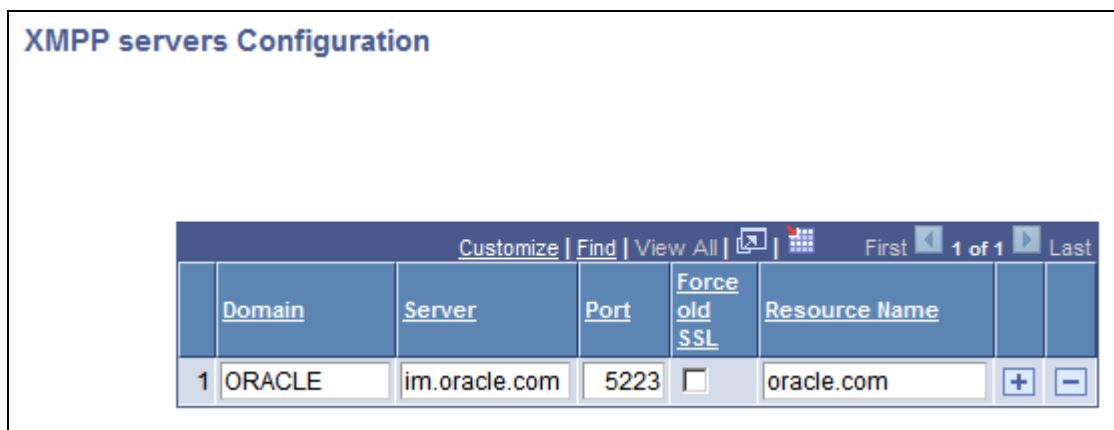 XMPP servers Configuration
Customize | Find | View All | | First 1 of 1 Last
Domain Server Port Force old SSL Resource Name
1 ORACLE im.oracle.com 5223 oracle.com + -